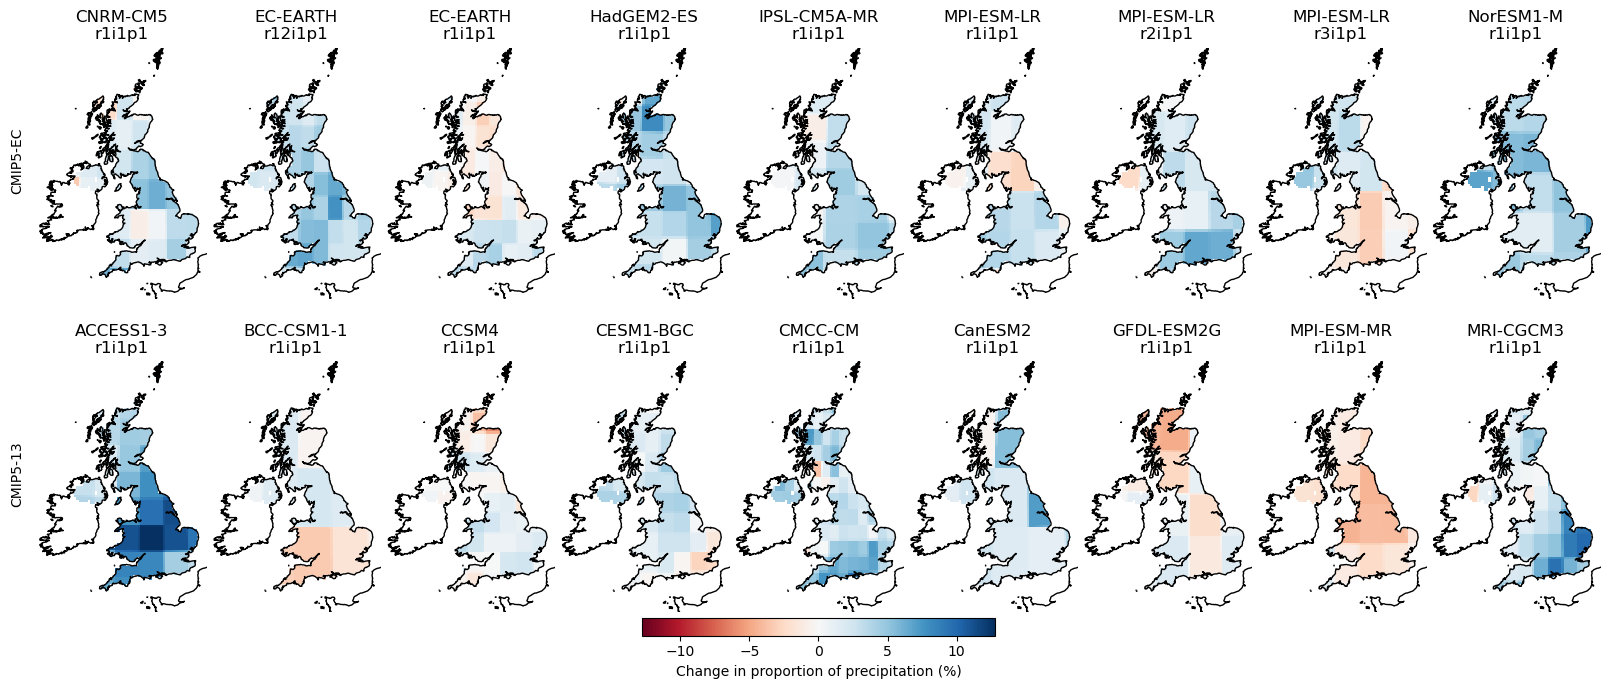 CNRM-CM5 EC-EARTH EC-EARTH HadGEM2-ES IPSL-CM5A-MR MPI-ESM-LR MPI-ESM-LR MPI-ESM-LR NorESM1-M
r1i1p1 r12i1p1 r1i1p1 r1i1p1 r1i1p1 r1i1p1 r2i1p1 r3i1p1 r1i1p1
CMIP5-EC
ACCESS1-3 BCC-CSM1-1 CCSM4 CESM1-BGC CMCC-CM CanESM2 GFDL-ESM2G MPI-ESM-MR MRI-CGCM3
r1i1p1 r1i1p1 r1i1p1 r1i1p1 r1i1p1 r1i1p1 r1i1p1 r1i1p1 r1i1p1
CMIP5-13
−10 −5 0 5 10
Change in proportion of precipitation (%)